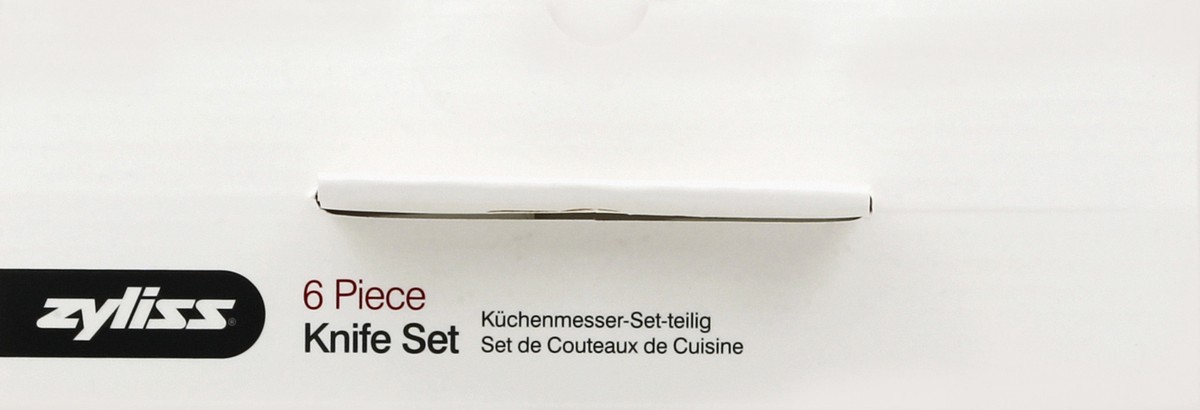 zyliss®
6 Piece
Knife Set
Küchenmesser-Set-teilig
Set de Couteaux de Cuisine